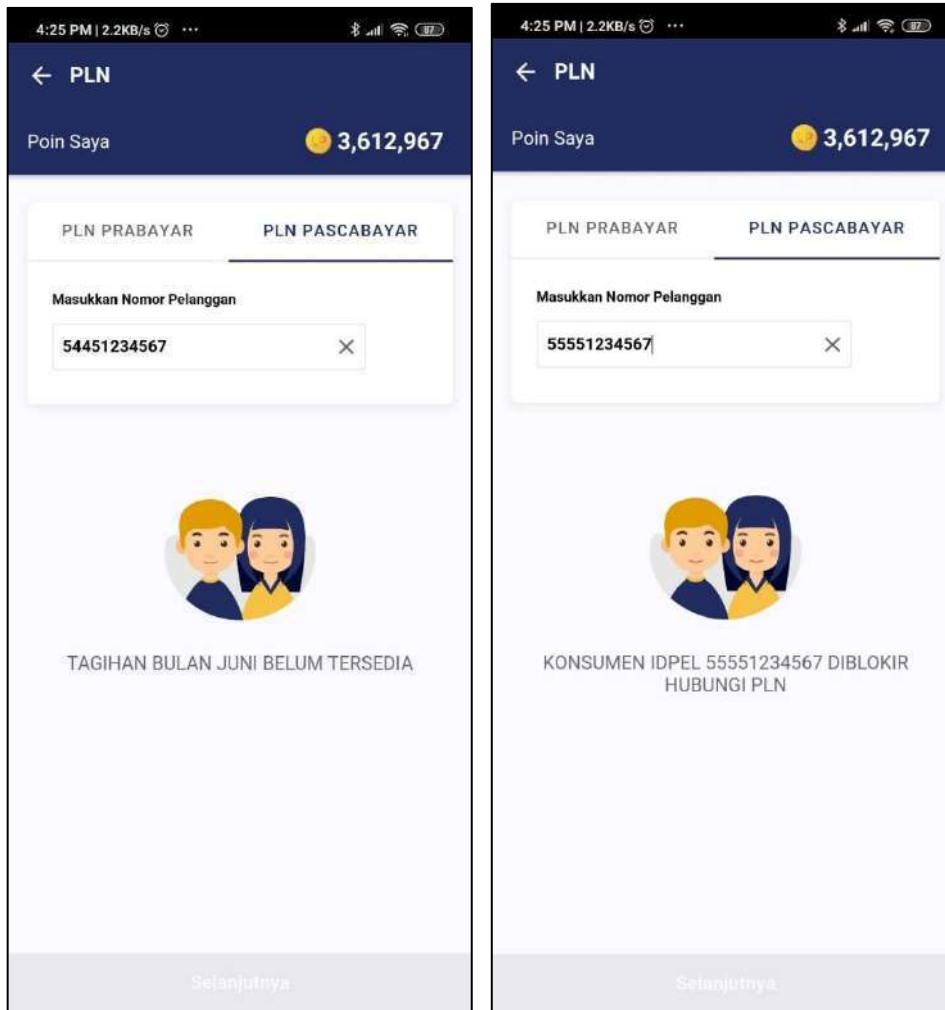 4:25 PM | 2.2KB/s ...
87
← PLN
Poin Saya
3,612,967
PLN PRABAYAR PLN PASCABAYAR
Masukkan Nomor Pelanggan
54451234567
TAGIHAN BULAN JUNI BELUM TERSEDIA
Selanjutnya
4:25 PM | 2.2KB/s ...
87
← PLN
Poin Saya
3,612,967
PLN PRABAYAR PLN PASCABAYAR
Masukkan Nomor Pelanggan
55551234567
KONSUMEN IDPEL 55551234567 DIBLOKIR
HUBUNGI PLN
Selanjutnya